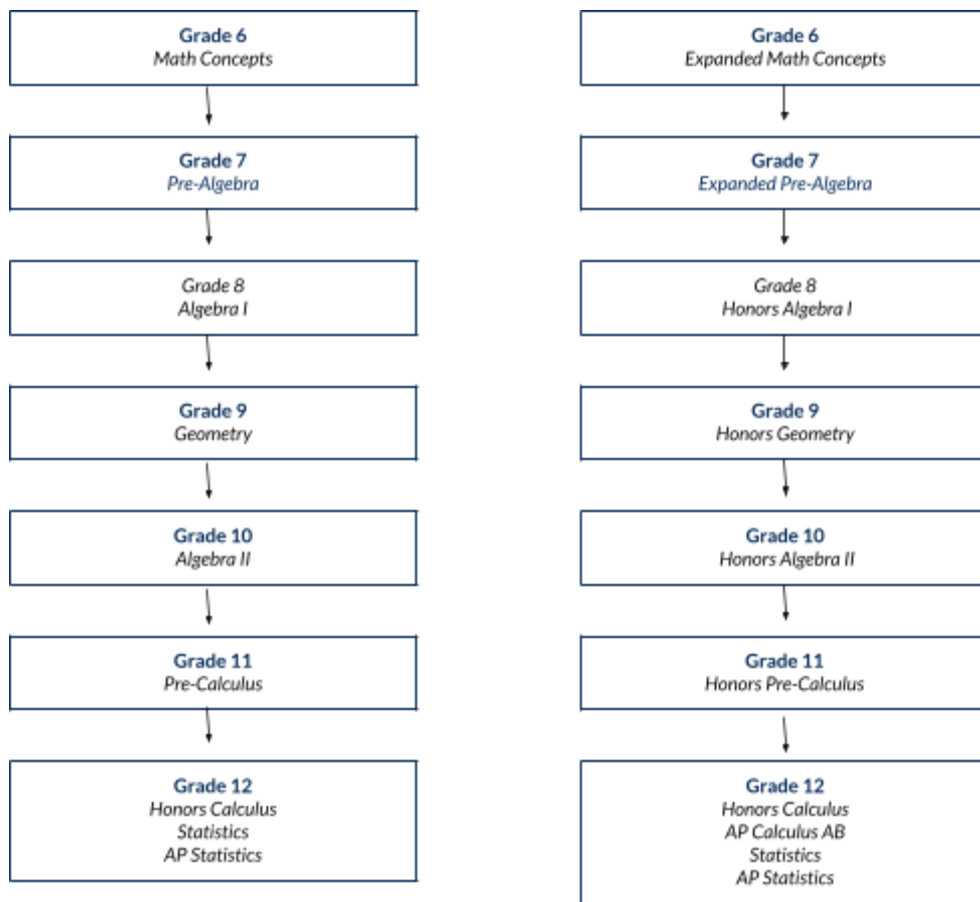 Grade 6
Math Concepts
Grade 7
Pre-Algebra
Grade 8
Algebra I
Grade 9
Geometry
Grade 10
Algebra II
Grade 11
Pre-Calculus
Grade 12
Honors Calculus
Statistics
AP Statistics
Grade 6
Expanded Math Concepts
Grade 7
Expanded Pre-Algebra
Grade 8
Honors Algebra I
Grade 9
Honors Geometry
Grade 10
Honors Algebra II
Grade 11
Honors Pre-Calculus
Grade 12
Honors Calculus
AP Calculus AB
Statistics
AP Statistics